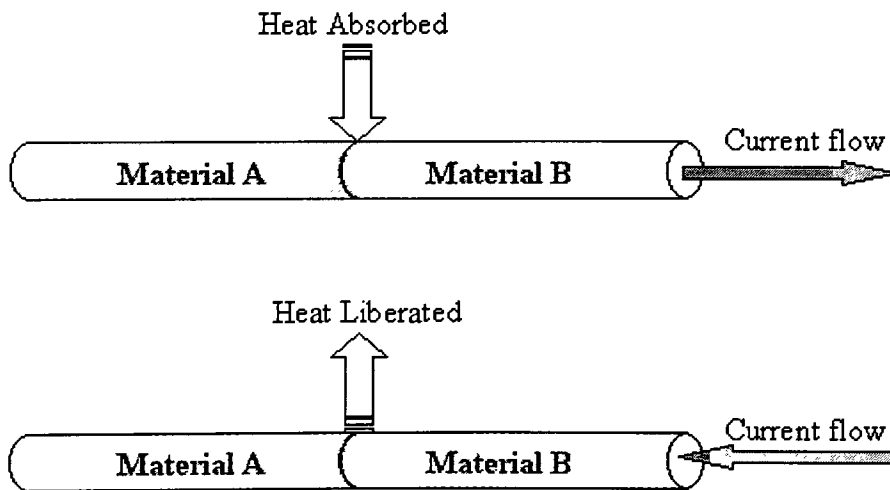 Heat Absorbed
Current flow
Material A
Material B
Heat Liberated
Current flow
Material A
Material B